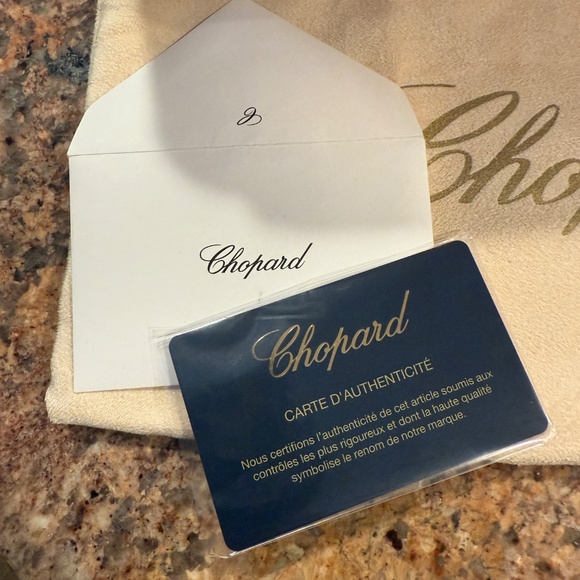 Chopard
Chopard
Chopard
CARTE D'AUTHENTICITÉ
Nous certifions l'authenticité de cet article soumis aux
contrôles les plus rigoureux et dont la haute qualité
symbolise le renom de notre marque.